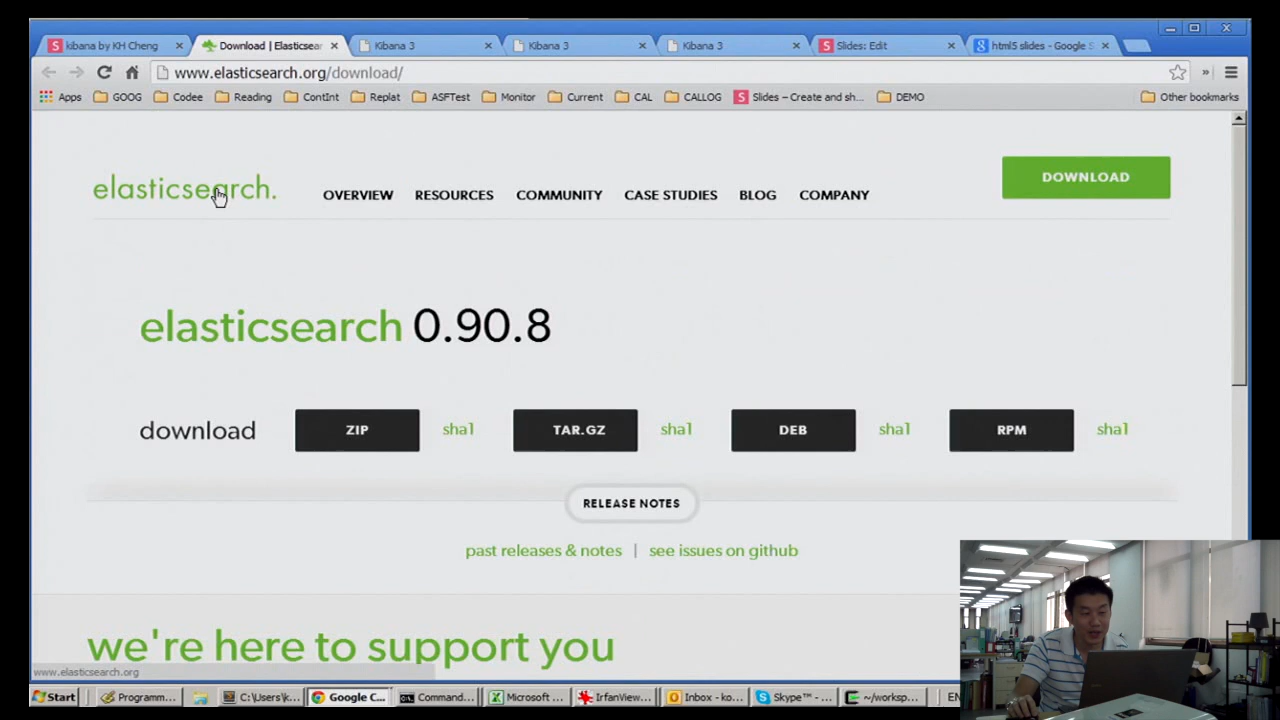 kibana by KH Cheng
Download | Elasticsear
Kibana 3
Kibana 3
Kibana 3
Slides: Edit
html5 slides - Google S
www.elasticsearch.org/download/
Apps GOOG Codee Reading ContInt Replat ASFTest Monitor Current CAL CALLOG Slides – Create and sh... DEMO Other bookmarks
elasticsearch.
OVERVIEW RESOURCES COMMUNITY CASE STUDIES BLOG COMPANY
DOWNLOAD
elasticsearch 0.90.8
download ZIP sha1 TAR.GZ sha1 DEB sha1 RPM sha1
RELEASE NOTES
past releases & notes | see issues on github
we're here to support you
www.elasticsearch.org
Start Programm... C:\Users\k... Google C... Command... Microsoft ... IrfanView... Inbox - ko... Skype™ - ... ~/worksp... EN